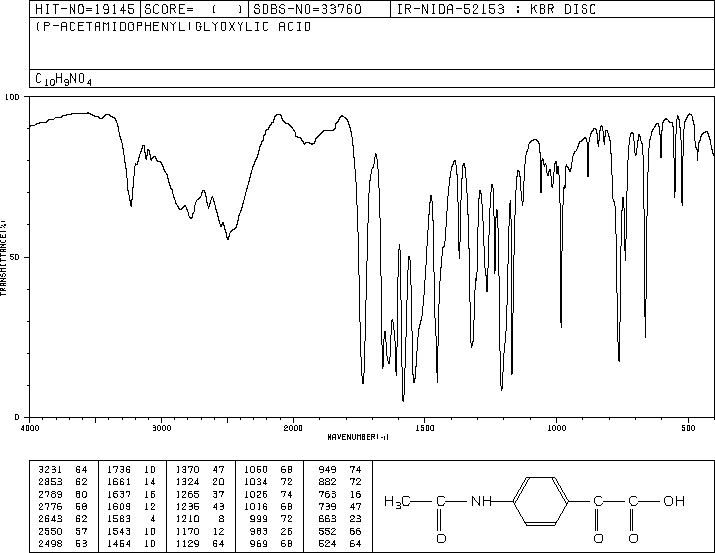 HIT-NO=19145 SCORE= ( ) SDBS-NO=33760 IR-NIDA-52153 : KBR DISC
(P-ACETAMIDOPHENYL)GLYOXYLIC ACID
C10H9NO4
100
50
0
TRANSMITTANCE(%)
4000 3000 2000 1500 1000 500
WAVENUMBER(-1)
3231 64 1736 10 1370 47 1060 68 949 74
2853 62 1661 14 1324 20 1034 72 882 72
2789 60 1637 16 1265 37 1026 74 763 16
2776 60 1609 12 1236 43 1016 68 739 47
2643 62 1583 4 1210 8 999 72 663 23
2550 57 1543 10 1170 12 983 26 552 66
2498 53 1454 10 1129 64 969 68 524 64
H3C C NH C C OH
O O O